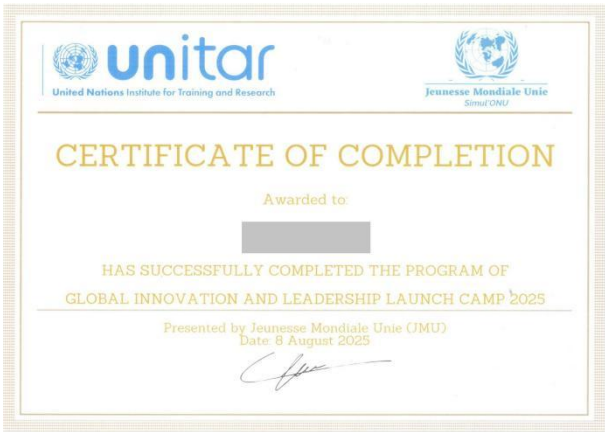 unitar
United Nations Institute for Training and Research
Jeunesse Mondiale Unie
Simul'ONU
CERTIFICATE OF COMPLETION
Awarded to:
HAS SUCCESSFULLY COMPLETED THE PROGRAM OF
GLOBAL INNOVATION AND LEADERSHIP LAUNCH CAMP 2025
Presented by Jeunesse Mondiale Unie (JMU)
Date: 8 August 2025